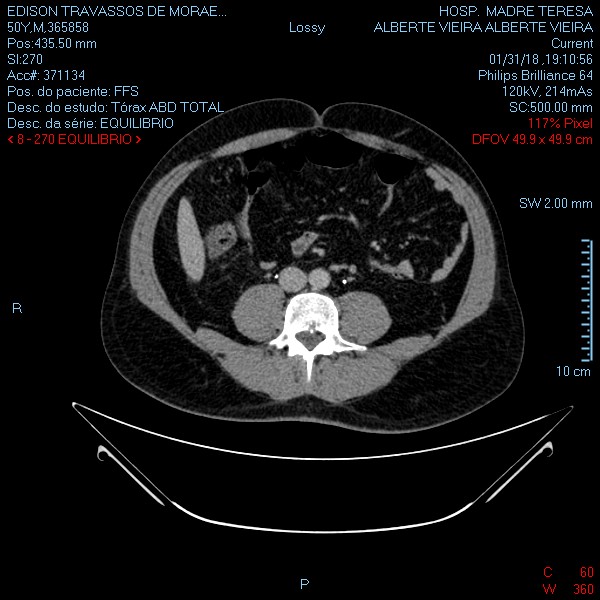 EDISON TRAVASSOS DE MORAE...
50Y,M,365858
Pos:435.50 mm
Sl:270
Acc#: 371134
Pos. do paciente: FFS
Desc. do estudo: Tórax ABD TOTAL
Desc. da série: EQUILIBRIO
< 8 - 270 EQUILIBRIO >
Lossy
HOSP. MADRE TERESA
ALBERTE VIEIRA ALBERTE VIEIRA
Current
01/31/18 ,19:10:56
Philips Brilliance 64
120kV, 214mAs
SC:500.00 mm
117% Pixel
DFOV 49.9 x 49.9 cm
SW 2.00 mm
R
10 cm
P
C 60
W 360